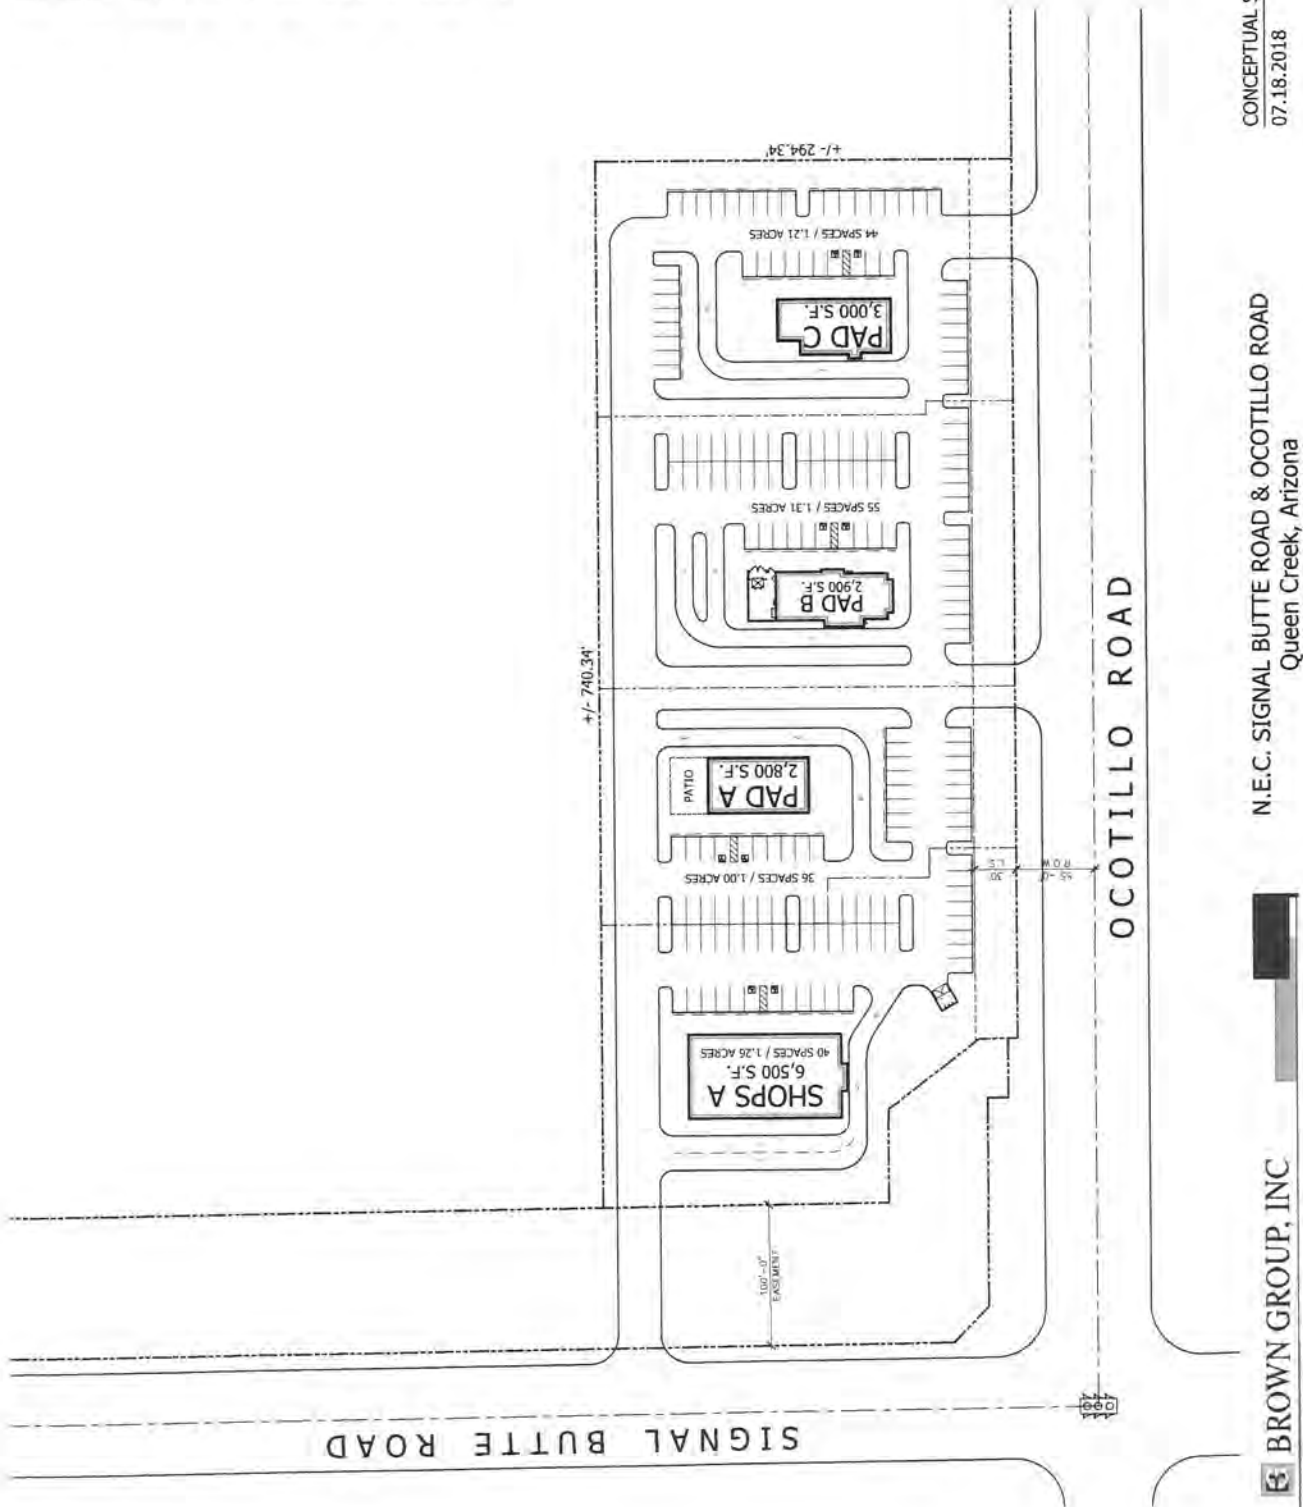 SIGNAL BUTTE ROAD
OCOTILLO ROAD
+/- 740.34'
+/- 294.34'
100'-0"
EASEMENT
SHOPS A
6,500 S.F.
40 SPACES / 1.26 ACRES
PATIO
PAD A
2,800 S.F.
36 SPACES / 1.00 ACRES
PAD B
2,900 S.F.
55 SPACES / 1.31 ACRES
PAD C
3,000 S.F.
44 SPACES / 1.21 ACRES
30'
L.S.
55'-0"
R.O.W
BROWN GROUP, INC
N.E.C. SIGNAL BUTTE ROAD & OCOTILLO ROAD
Queen Creek, Arizona
CONCEPTUAL S
07.18.2018